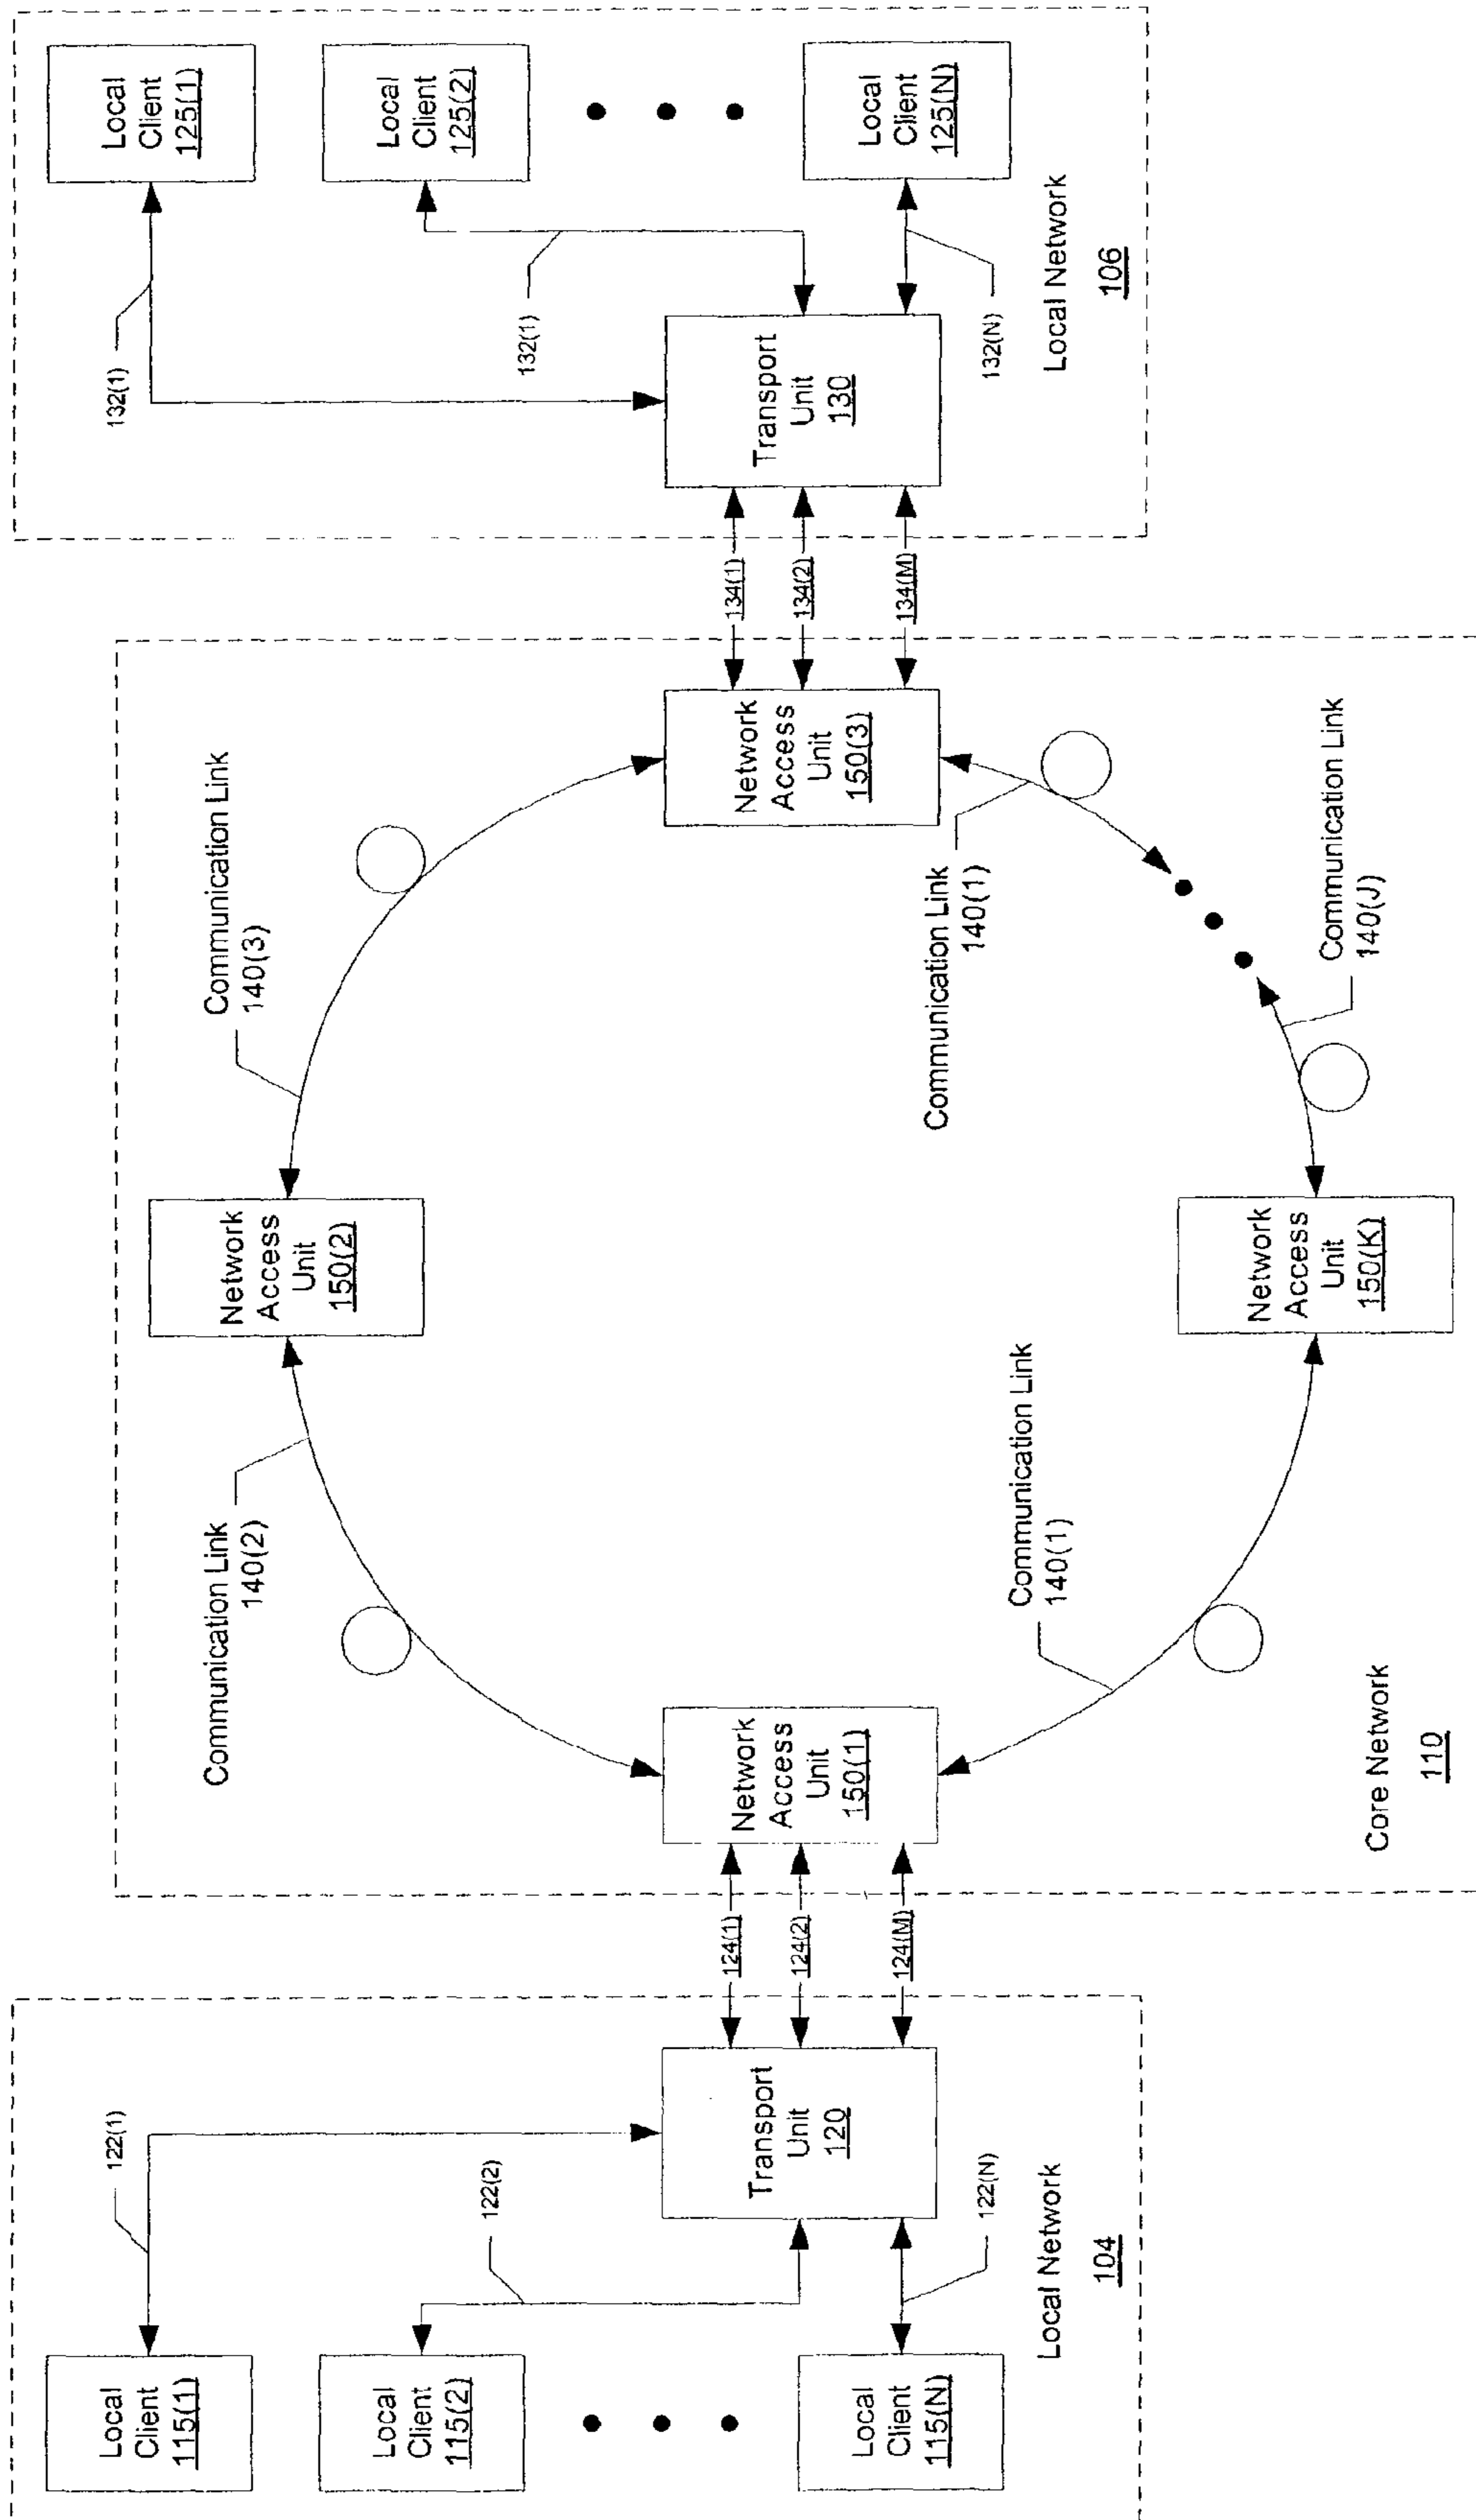 Local
Client
115(1)
Local
Client
115(2)
Local
Client
115(N)
122(1)
122(2)
122(N)
Transport
Unit
120
Local Network
104
124(1)
124(2)
124(M)
Network
Access
Unit
150(1)
Communication Link
140(2)
Network
Access
Unit
150(2)
Communication Link
140(3)
Communication Link
140(1)
Network
Access
Unit
150(K)
Communication Link
140(1)
Communication Link
140(J)
Network
Access
Unit
150(3)
Core Network
110
134(1)
134(2)
134(M)
Transport
Unit
130
132(1)
132(1)
132(N)
Local
Client
125(1)
Local
Client
125(2)
Local
Client
125(N)
Local Network
106